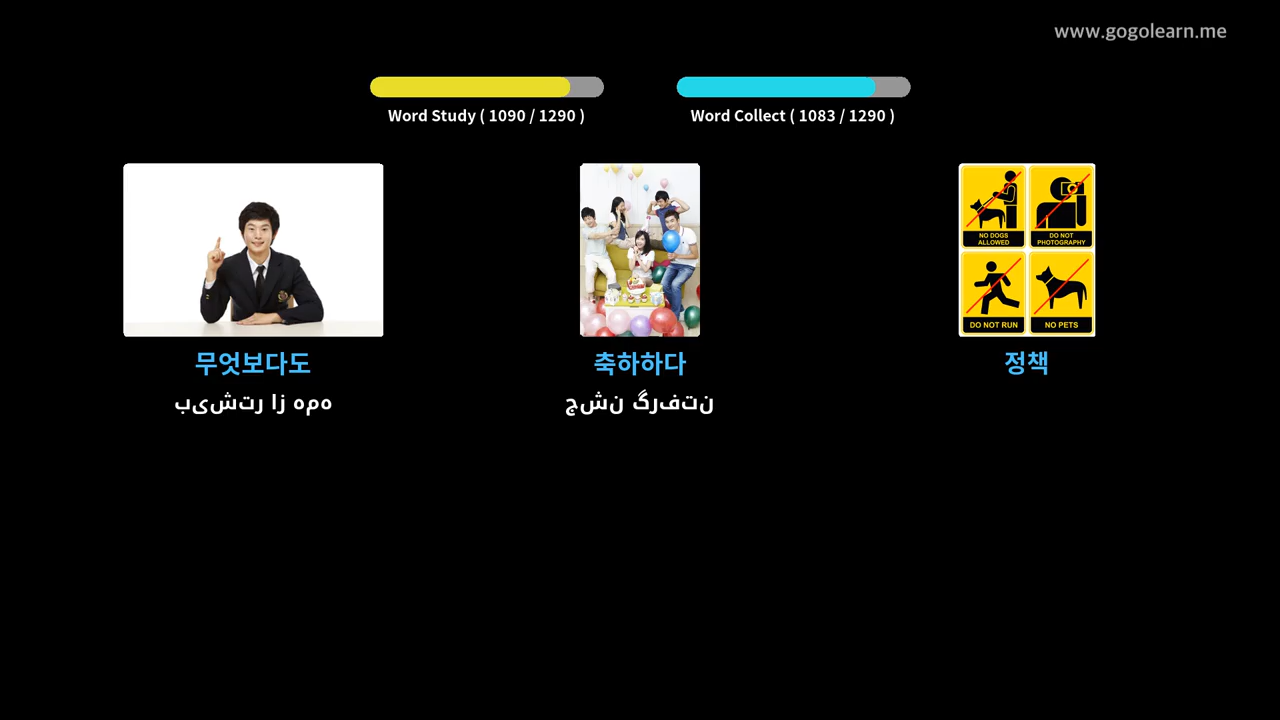 www.gogolearn.me
Word Study ( 1090 / 1290 )
Word Collect ( 1083 / 1290 )
NO DOGS
ALLOWED
DO NOT
PHOTOGRAPHY
DO NOT RUN
NO PETS
무엇보다도
축하하다
정책
بیشتر از همه
جشن گرفتن